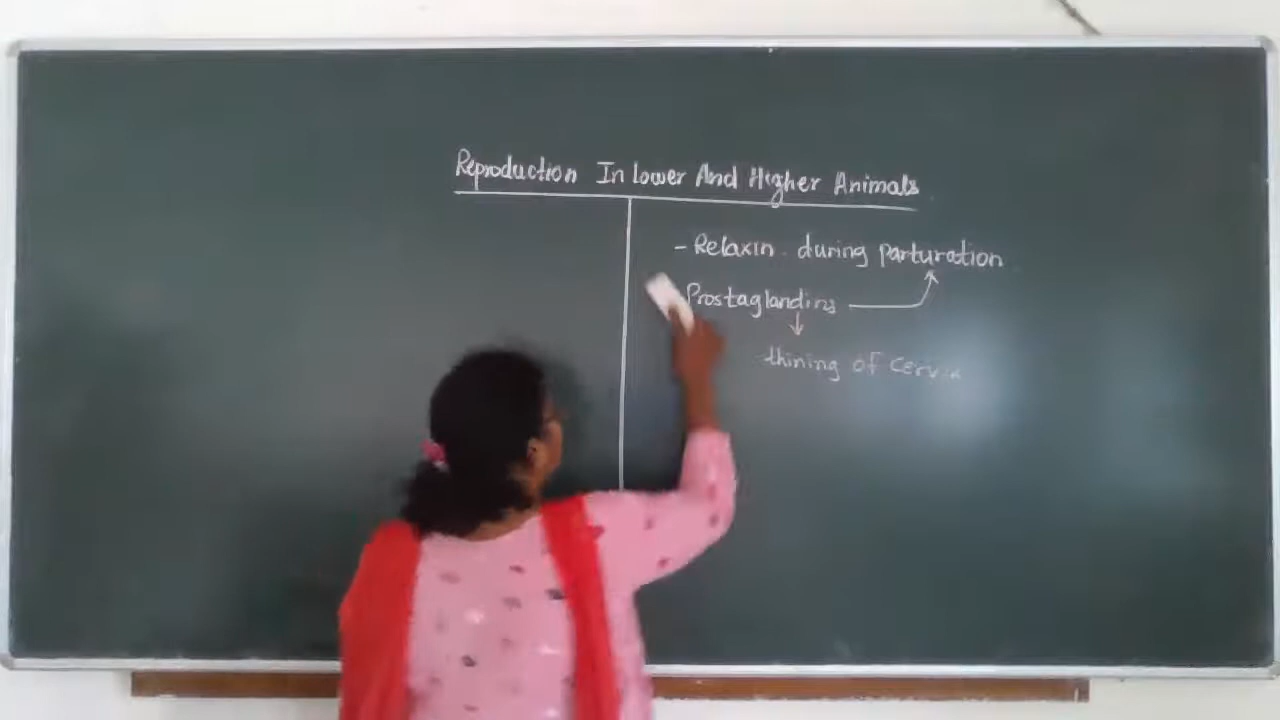 Reproduction In Lower And Higher Animals
- Relaxin during parturation
Prostaglandins
thining of cervix